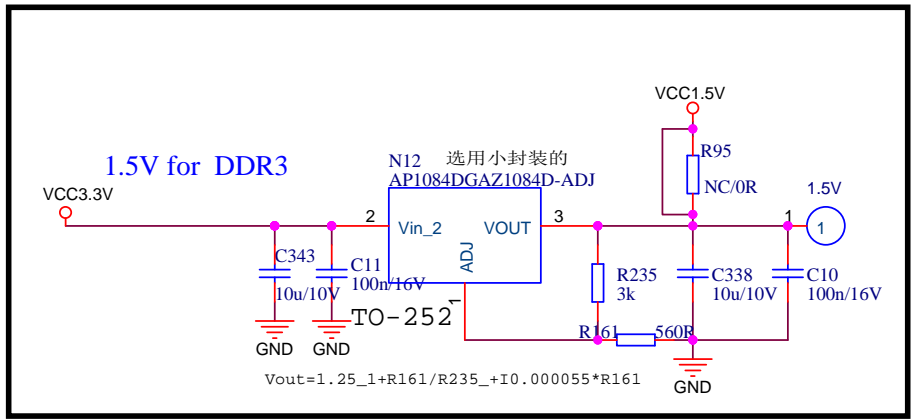 VCC1.5V
1.5V for DDR3
N12 选用小封装的
AP1084DGAZ1084D-ADJ
R95
NC/0R
1.5V
VCC3.3V
2
Vin_2
VOUT
3
1
1
ADJ
C343
10u/10V
C11
100n/16V
R235
3k
C338
10u/10V
C10
100n/16V
TO-252
1
R161
560R
GND
GND
GND
Vout=1.25_1+R161/R235_+I0.000055*R161